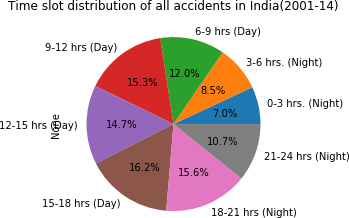 Time slot distribution of all accidents in India(2001-14)
6-9 hrs (Day)
9-12 hrs (Day)
3-6 hrs. (Night)
12.0%
15.3%
8.5%
0-3 hrs. (Night)
7.0%
12-15 hrs (Day)
14.7%
None
10.7%
21-24 hrs (Night)
16.2%
15.6%
15-18 hrs (Day)
18-21 hrs (Night)